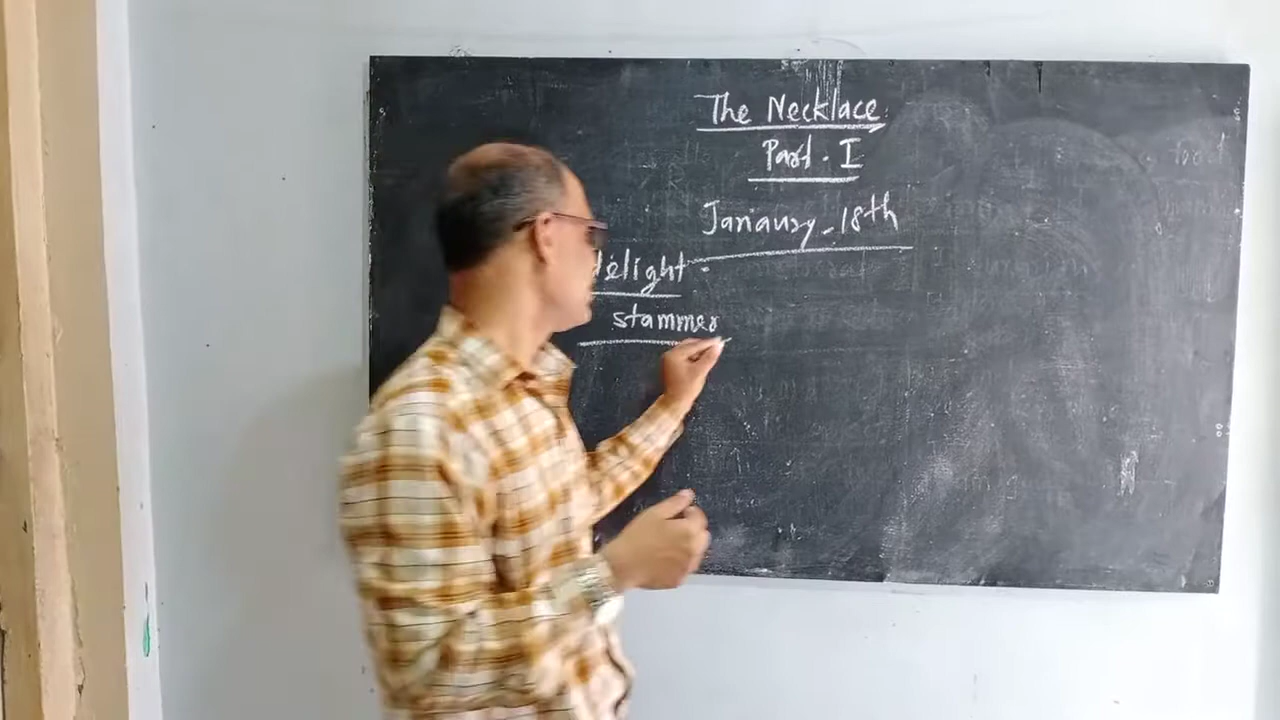 The Necklace
Part. I
January - 18th
delight.
stammer